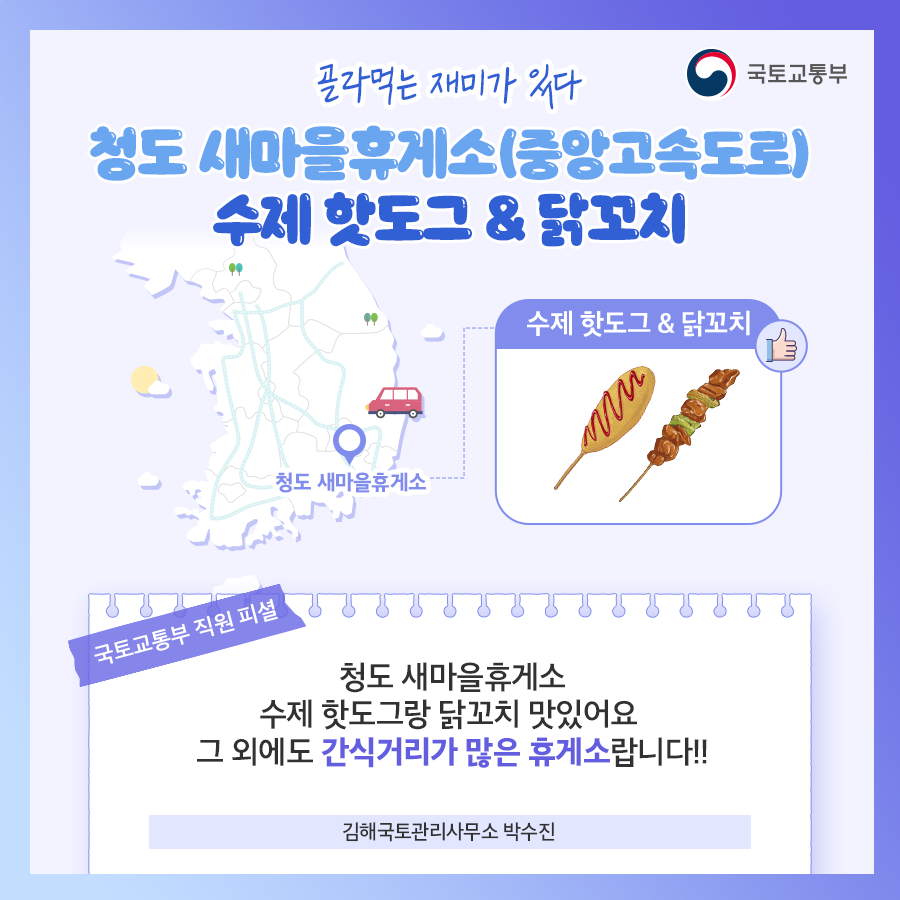 골라먹는 재미가 있다
국토교통부
청도 새마을휴게소(중앙고속도로)
수제 핫도그 & 닭꼬치
수제 핫도그 & 닭꼬치
청도 새마을휴게소
국토교통부 직원 피셜
청도 새마을휴게소
수제 핫도그랑 닭꼬치 맛있어요
그 외에도 간식거리가 많은 휴게소랍니다!!
김해국토관리사무소 박수진